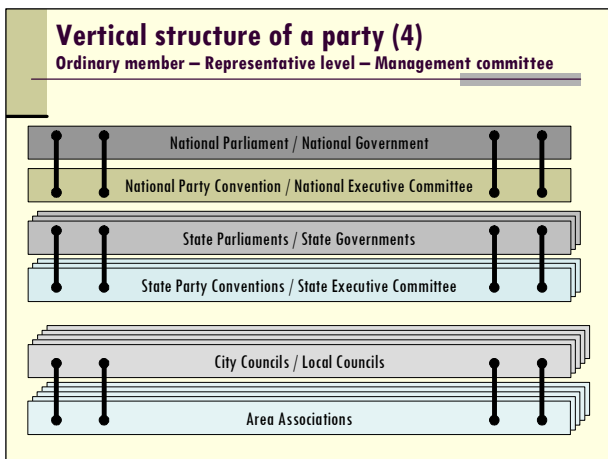 Vertical structure of a party (4)
Ordinary member – Representative level – Management committee
National Parliament / National Government
National Party Convention / National Executive Committee
State Parliaments / State Governments
State Party Conventions / State Executive Committee
City Councils / Local Councils
Area Associations